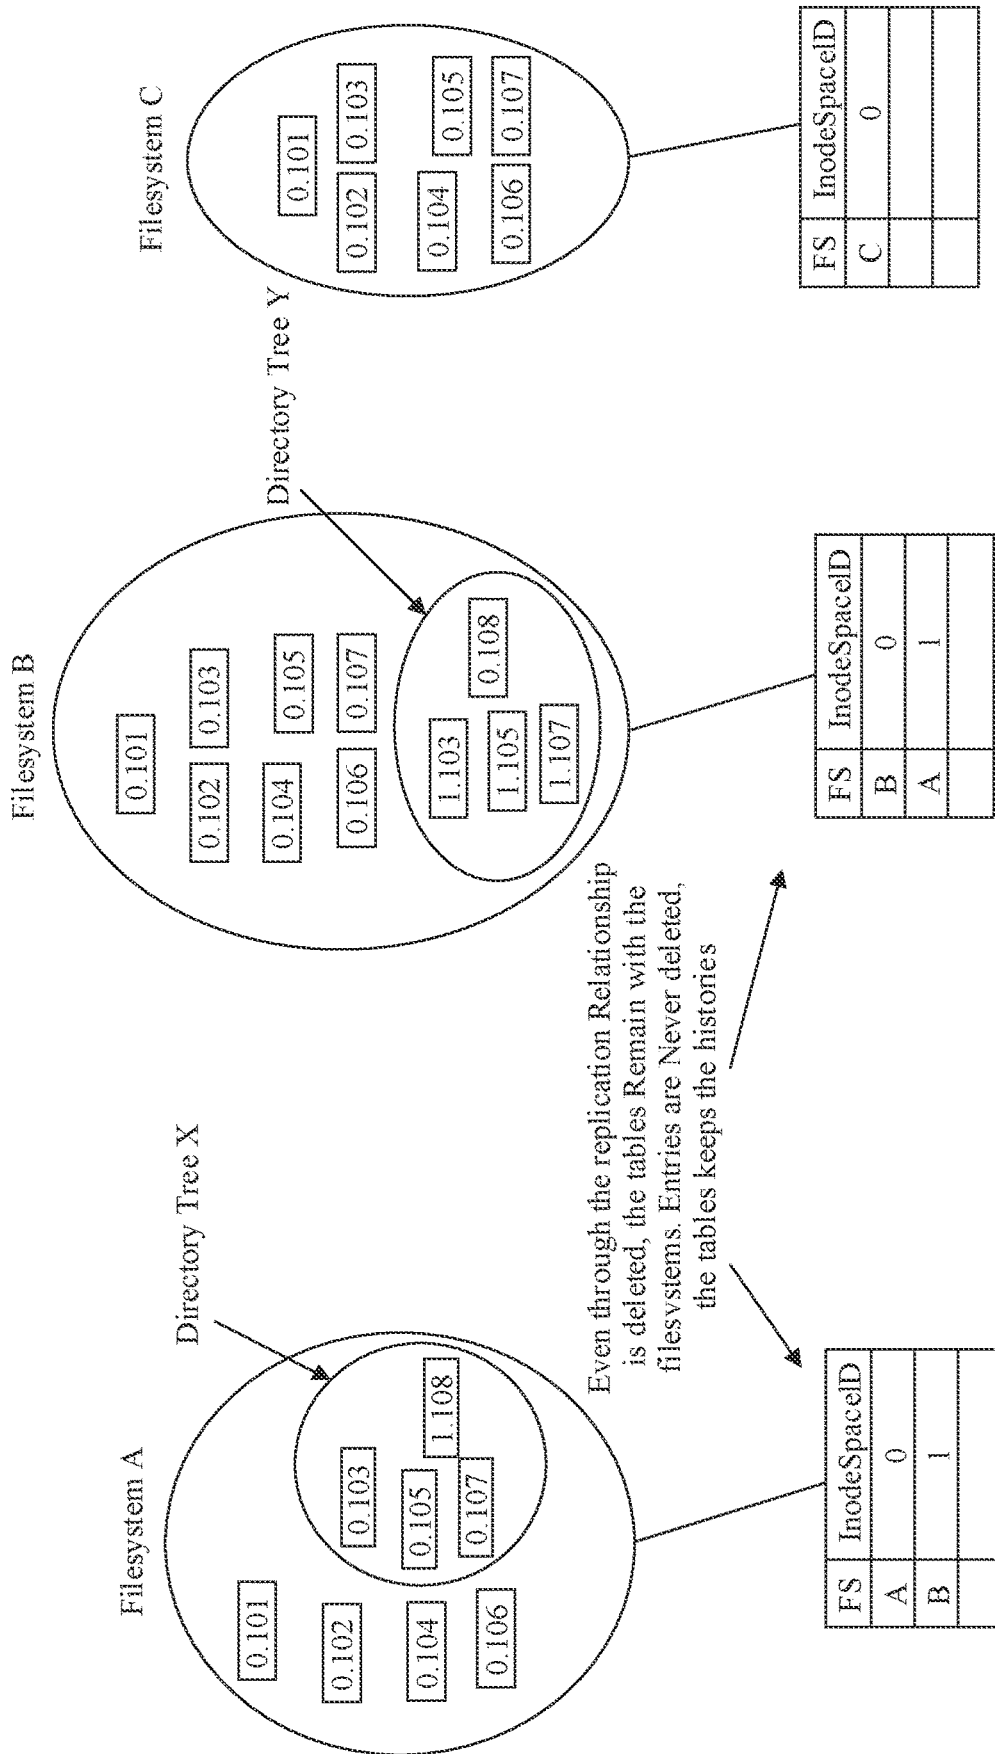 Filesystem A
0.101
0.102
0.104
0.106
0.103
0.105
0.107
1.108
Directory Tree X
FS InodeSpaceID
A 0
B 1
Even through the replication Relationship
is deleted, the tables Remain with the
filesystems. Entries are Never deleted,
the tables keeps the histories
Filesystem B
0.101
0.102 0.103
0.104 0.105
0.106 0.107
1.103
1.105
1.107
0.108
Directory Tree Y
FS InodeSpaceID
B 0
A 1
Filesystem C
0.101
0.102 0.103
0.104 0.105
0.106 0.107
FS InodeSpaceID
C 0